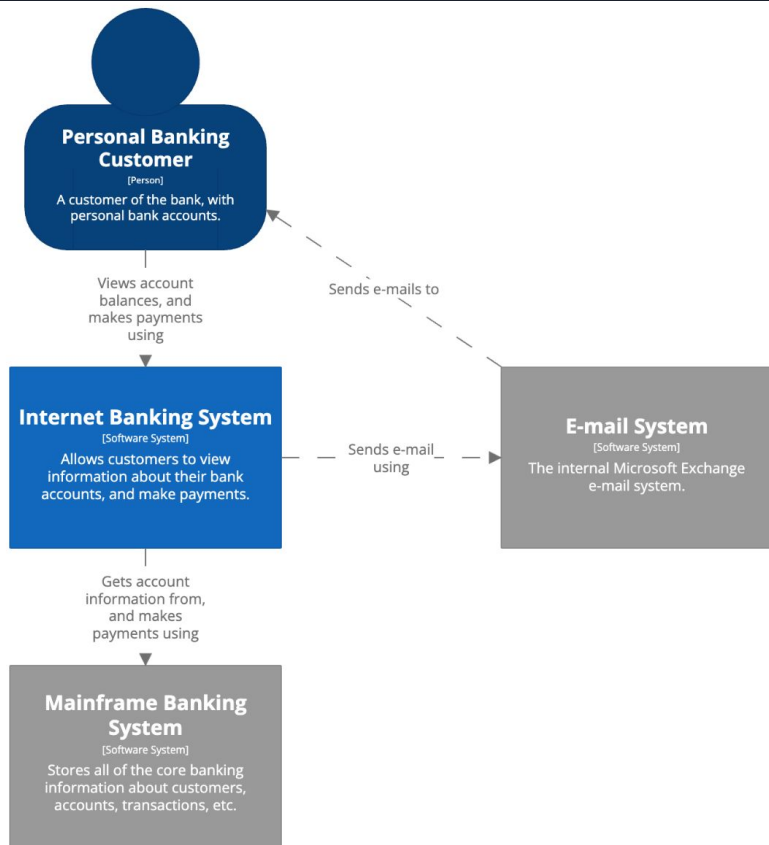 Personal Banking
Customer
[Person]
A customer of the bank, with
personal bank accounts.
Views account
balances, and
makes payments
using
Sends e-mails to
Internet Banking System
[Software System]
Allows customers to view
information about their bank
accounts, and make payments.
Sends e-mail
using
E-mail System
[Software System]
The internal Microsoft Exchange
e-mail system.
Gets account
information from,
and makes
payments using
Mainframe Banking
System
[Software System]
Stores all of the core banking
information about customers,
accounts, transactions, etc.